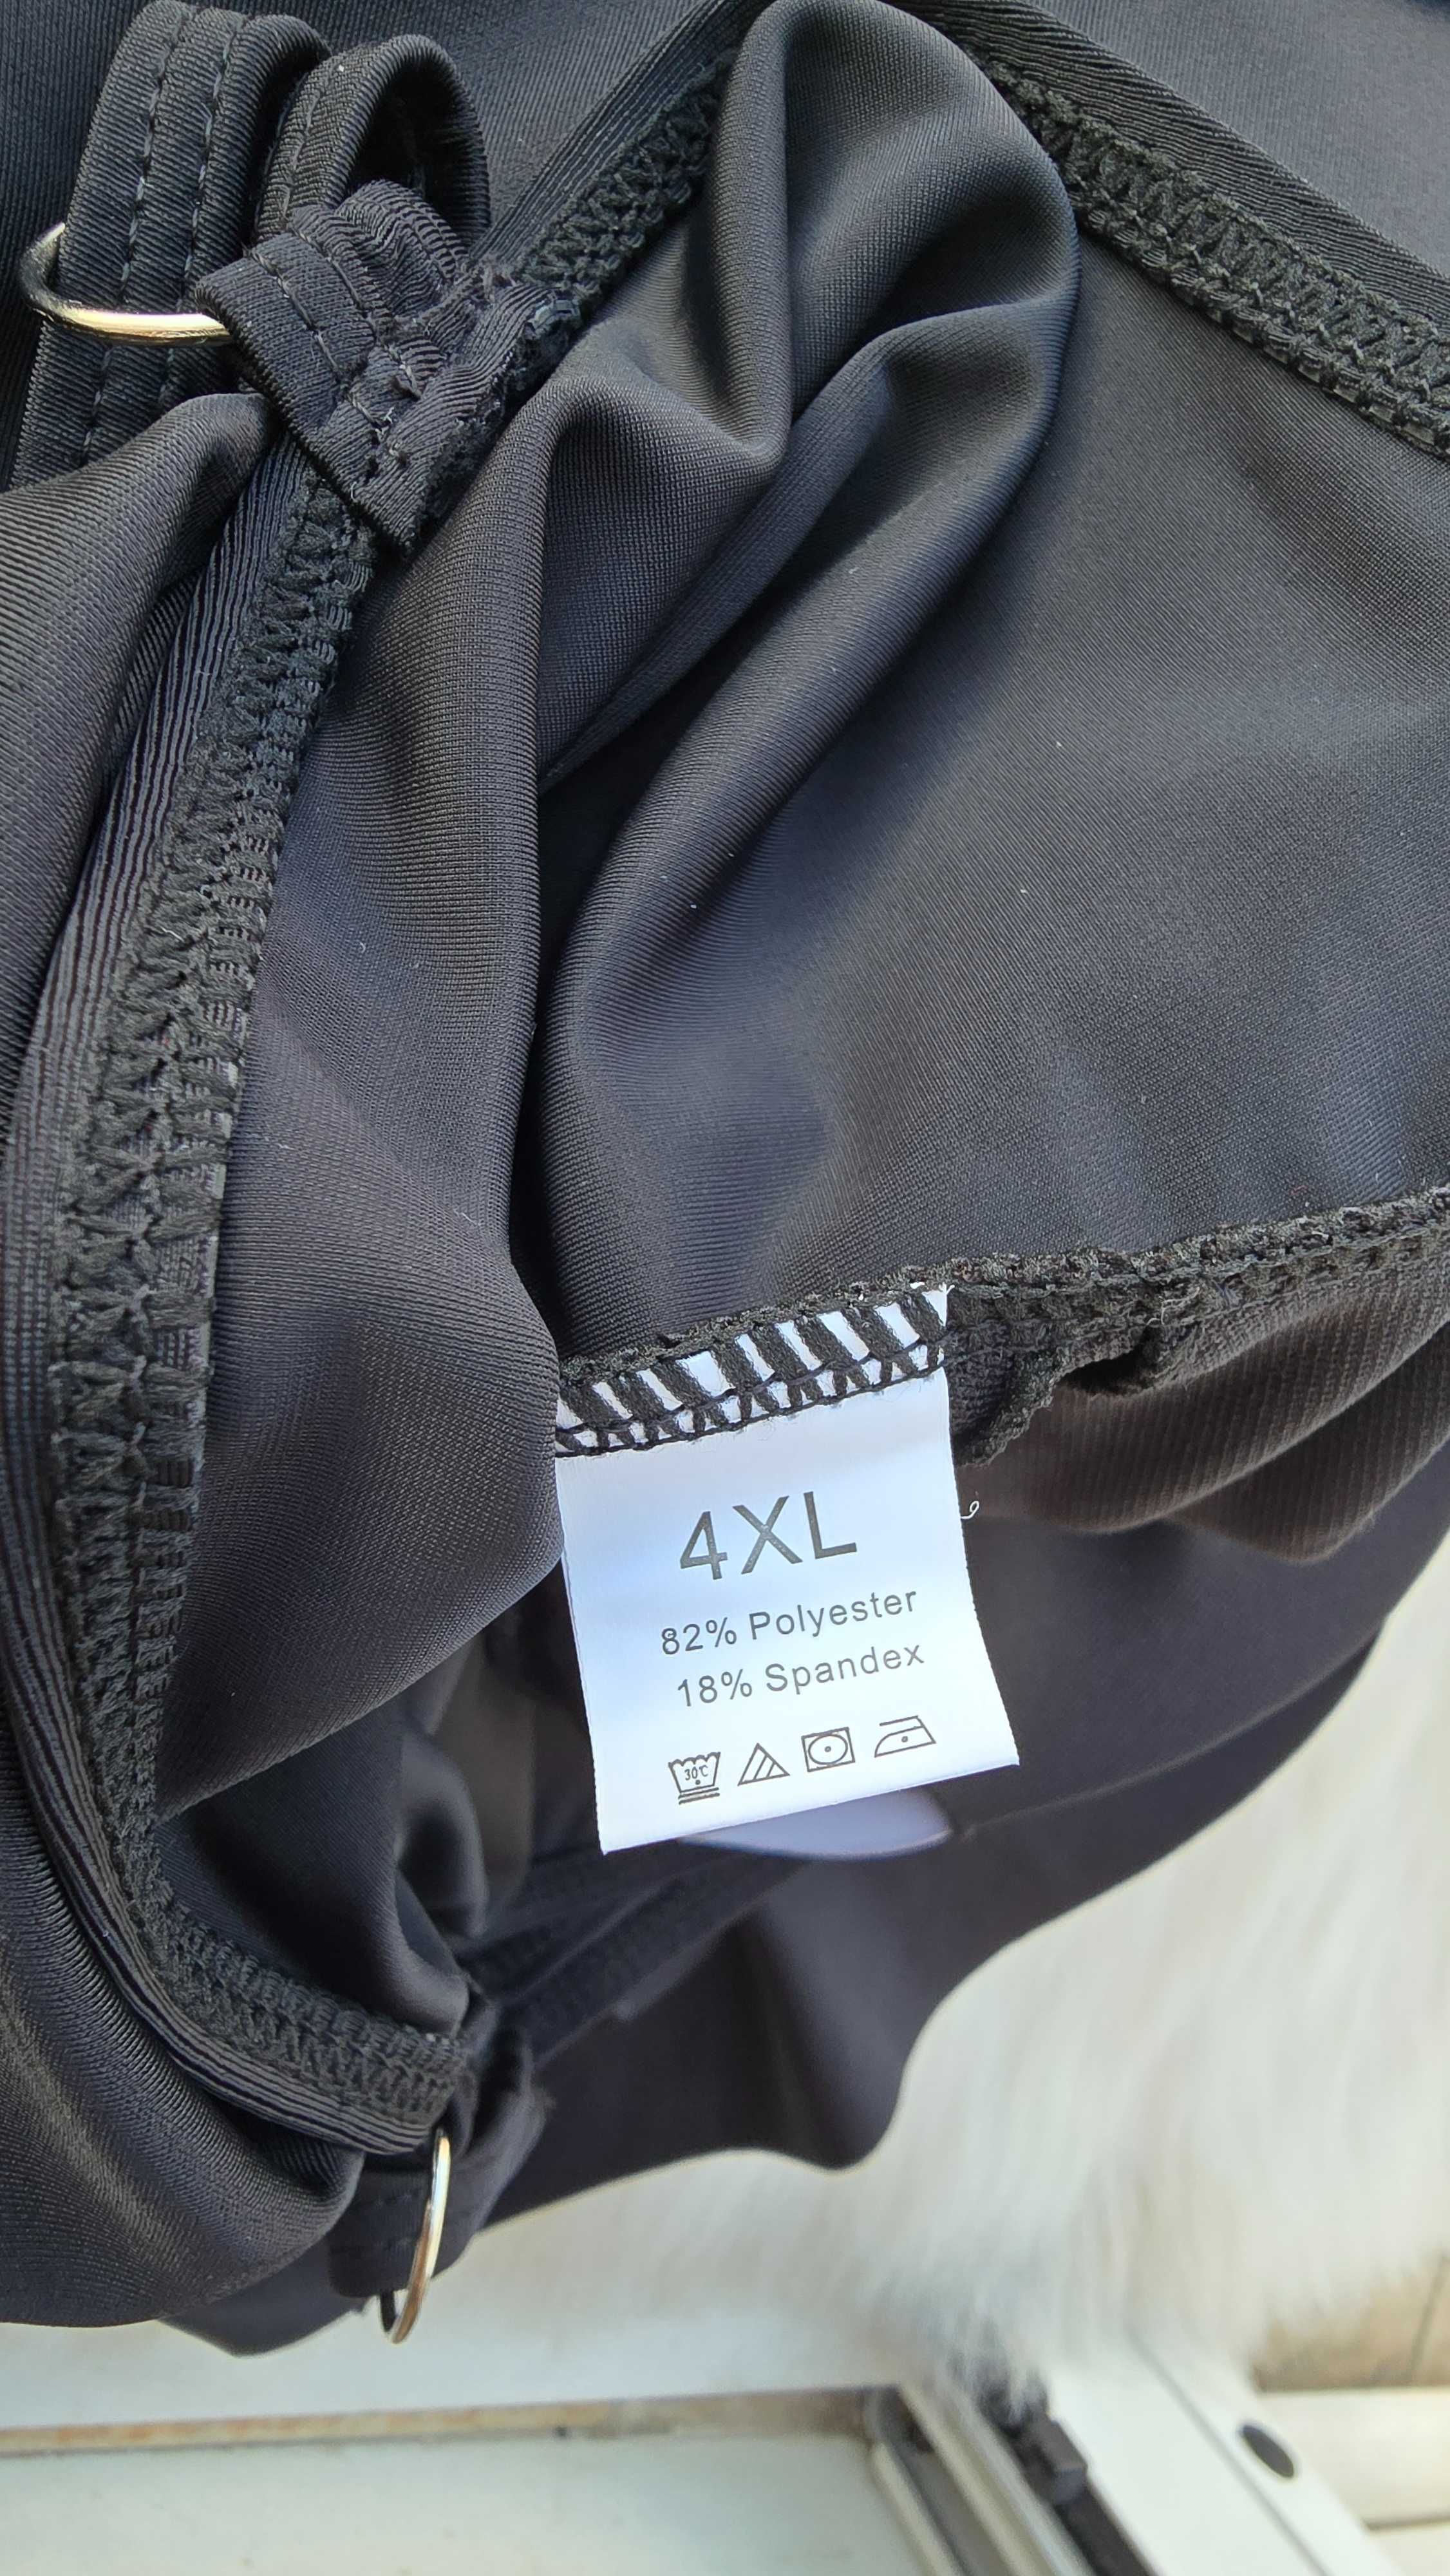 4XL
82% Polyester
18% Spandex
30℃